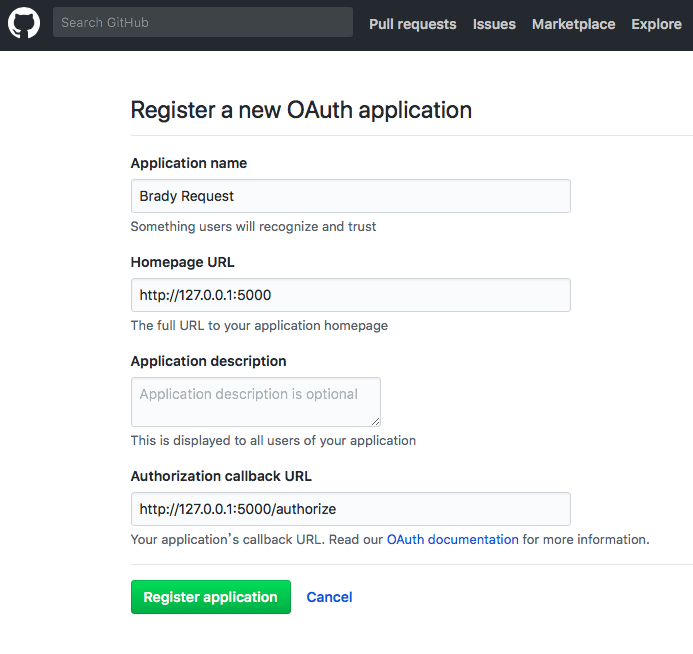 Search GitHub Pull requests Issues Marketplace Explore
Register a new OAuth application
Application name
Brady Request
Something users will recognize and trust
Homepage URL
http://127.0.0.1:5000
The full URL to your application homepage
Application description
Application description is optional
This is displayed to all users of your application
Authorization callback URL
http://127.0.0.1:5000/authorize
Your application's callback URL. Read our OAuth documentation for more information.
Register application Cancel